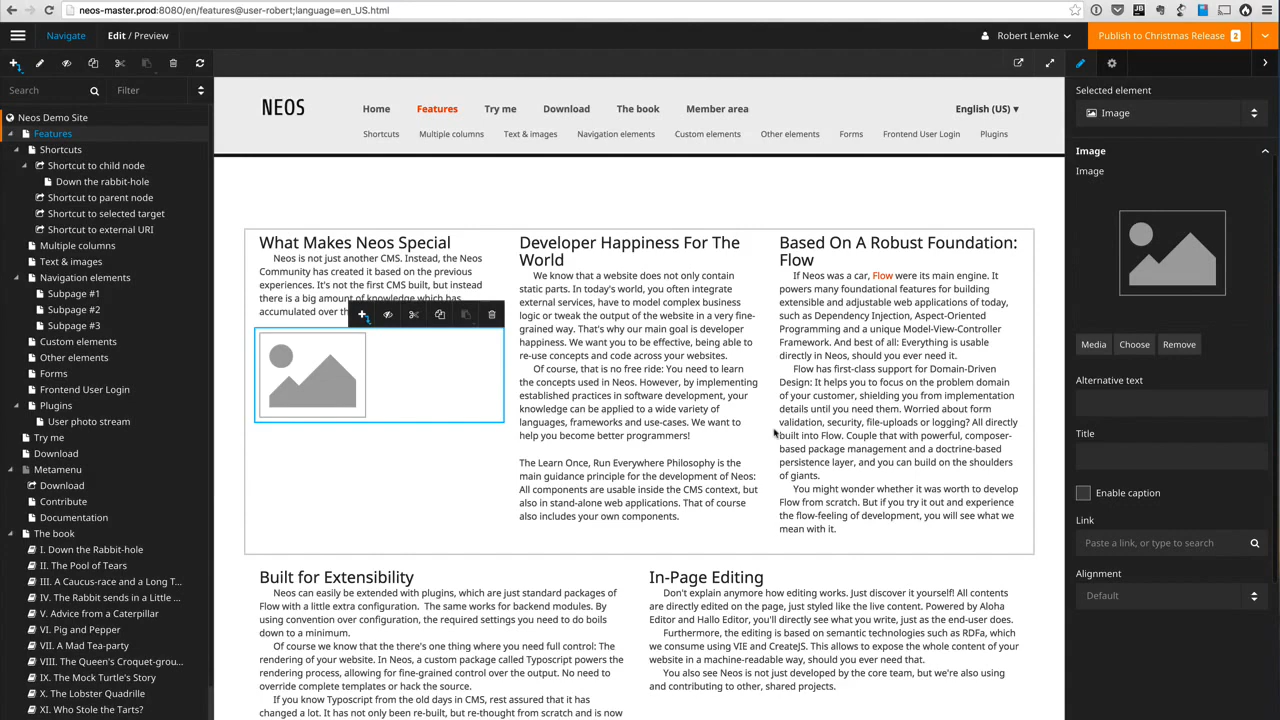 neos-master.prod:8080/en/features@user-robert;language=en_US.html
Navigate
Edit / Preview
Robert Lemke
Publish to Christmas Release 2
Search
Filter
Neos Demo Site
Features
Shortcuts
Shortcut to child node
Down the rabbit-hole
Shortcut to parent node
Shortcut to selected target
Shortcut to external URI
Multiple columns
Text & images
Navigation elements
Subpage #1
Subpage #2
Subpage #3
Custom elements
Other elements
Forms
Frontend User Login
Plugins
User photo stream
Try me
Download
Metamenu
Download
Contribute
Documentation
The book
I. Down the Rabbit-hole
II. The Pool of Tears
III. A Caucus-race and a Long T...
IV. The Rabbit sends in a Little ...
V. Advice from a Caterpillar
VI. Pig and Pepper
VII. A Mad Tea-party
VIII. The Queen's Croquet-grou...
IX. The Mock Turtle's Story
X. The Lobster Quadrille
XI. Who Stole the Tarts?
NEOS
Home Features Try me Download The book Member area
English (US) ▾
Shortcuts Multiple columns Text & images Navigation elements Custom elements Other elements Forms Frontend User Login Plugins
What Makes Neos Special
Neos is not just another CMS. Instead, the Neos
Community has created it based on the previous
experiences. It's not the first CMS built, but instead
there is a big amount of knowledge which has
accumulated over th
Developer Happiness For The
World
We know that a website does not only contain
static parts. In today's world, you often integrate
external services, have to model complex business
logic or tweak the output of the website in a very fine-
grained way. That's why our main goal is developer
happiness. We want you to be effective, being able to
re-use concepts and code across your websites.
Of course, that is no free ride: You need to learn
the concepts used in Neos. However, by implementing
established practices in software development, your
knowledge can be applied to a wide variety of
languages, frameworks and use-cases. We want to
help you become better programmers!
The Learn Once, Run Everywhere Philosophy is the
main guidance principle for the development of Neos:
All components are usable inside the CMS context, but
also in stand-alone web applications. That of course
also includes your own components.
Based On A Robust Foundation:
Flow
If Neos was a car, Flow were its main engine. It
powers many foundational features for building
extensible and adjustable web applications of today,
such as Dependency Injection, Aspect-Oriented
Programming and a unique Model-View-Controller
Framework. And best of all: Everything is usable
directly in Neos, should you ever need it.
Flow has first-class support for Domain-Driven
Design: It helps you to focus on the problem domain
of your customer, shielding you from implementation
details until you need them. Worried about form
validation, security, file-uploads or logging? All directly
built into Flow. Couple that with powerful, composer-
based package management and a doctrine-based
persistence layer, and you can build on the shoulders
of giants.
You might wonder whether it was worth to develop
Flow from scratch. But if you try it out and experience
the flow-feeling of development, you will see what we
mean with it.
Built for Extensibility
Neos can easily be extended with plugins, which are just standard packages of
Flow with a little extra configuration. The same works for backend modules. By
using convention over configuration, the required settings you need to do boils
down to a minimum.
Of course we know that the there's one thing where you need full control: The
rendering of your website. In Neos, a custom package called Typoscript powers the
rendering process, allowing for fine-grained control over the output. No need to
override complete templates or hack the source.
If you know Typoscript from the old days in CMS, rest assured that it has
changed a lot. It has not only been re-built, but re-thought from scratch and is now
In-Page Editing
Don't explain anymore how editing works. Just discover it yourself! All contents
are directly edited on the page, just styled like the live content. Powered by Aloha
Editor and Hallo Editor, you'll directly see what you write, just as the end-user does.
Furthermore, the editing is based on semantic technologies such as RDFa, which
we consume using VIE and CreateJS. This allows to expose the whole content of your
website in a machine-readable way, should you ever need that.
You also see Neos is not just developed by the core team, but we're also using
and contributing to other, shared projects.
Selected element
Image
Image
Image
Media Choose Remove
Alternative text
Title
Enable caption
Link
Paste a link, or type to search
Alignment
Default